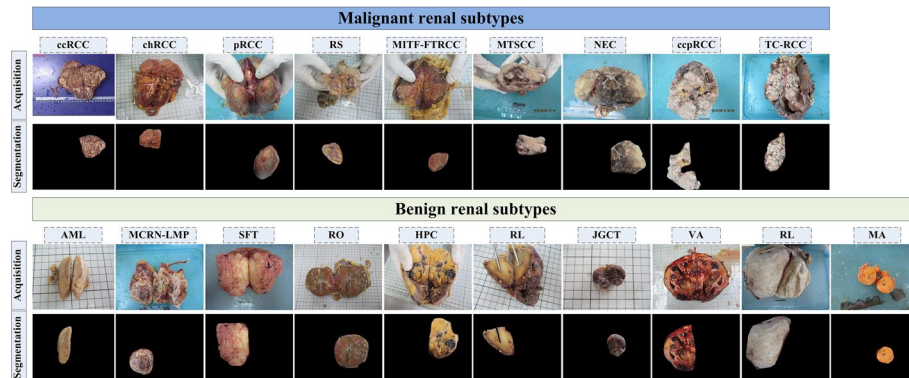 Malignant renal subtypes
ccRCC chRCC pRCC RS MITF-FTRCC MTSCC NEC ccpRCC TC-RCC
Acquisition
Segmentation
Benign renal subtypes
AML MCRN-LMP SFT RO HPC RL JGCT VA RL MA
Acquisition
Segmentation